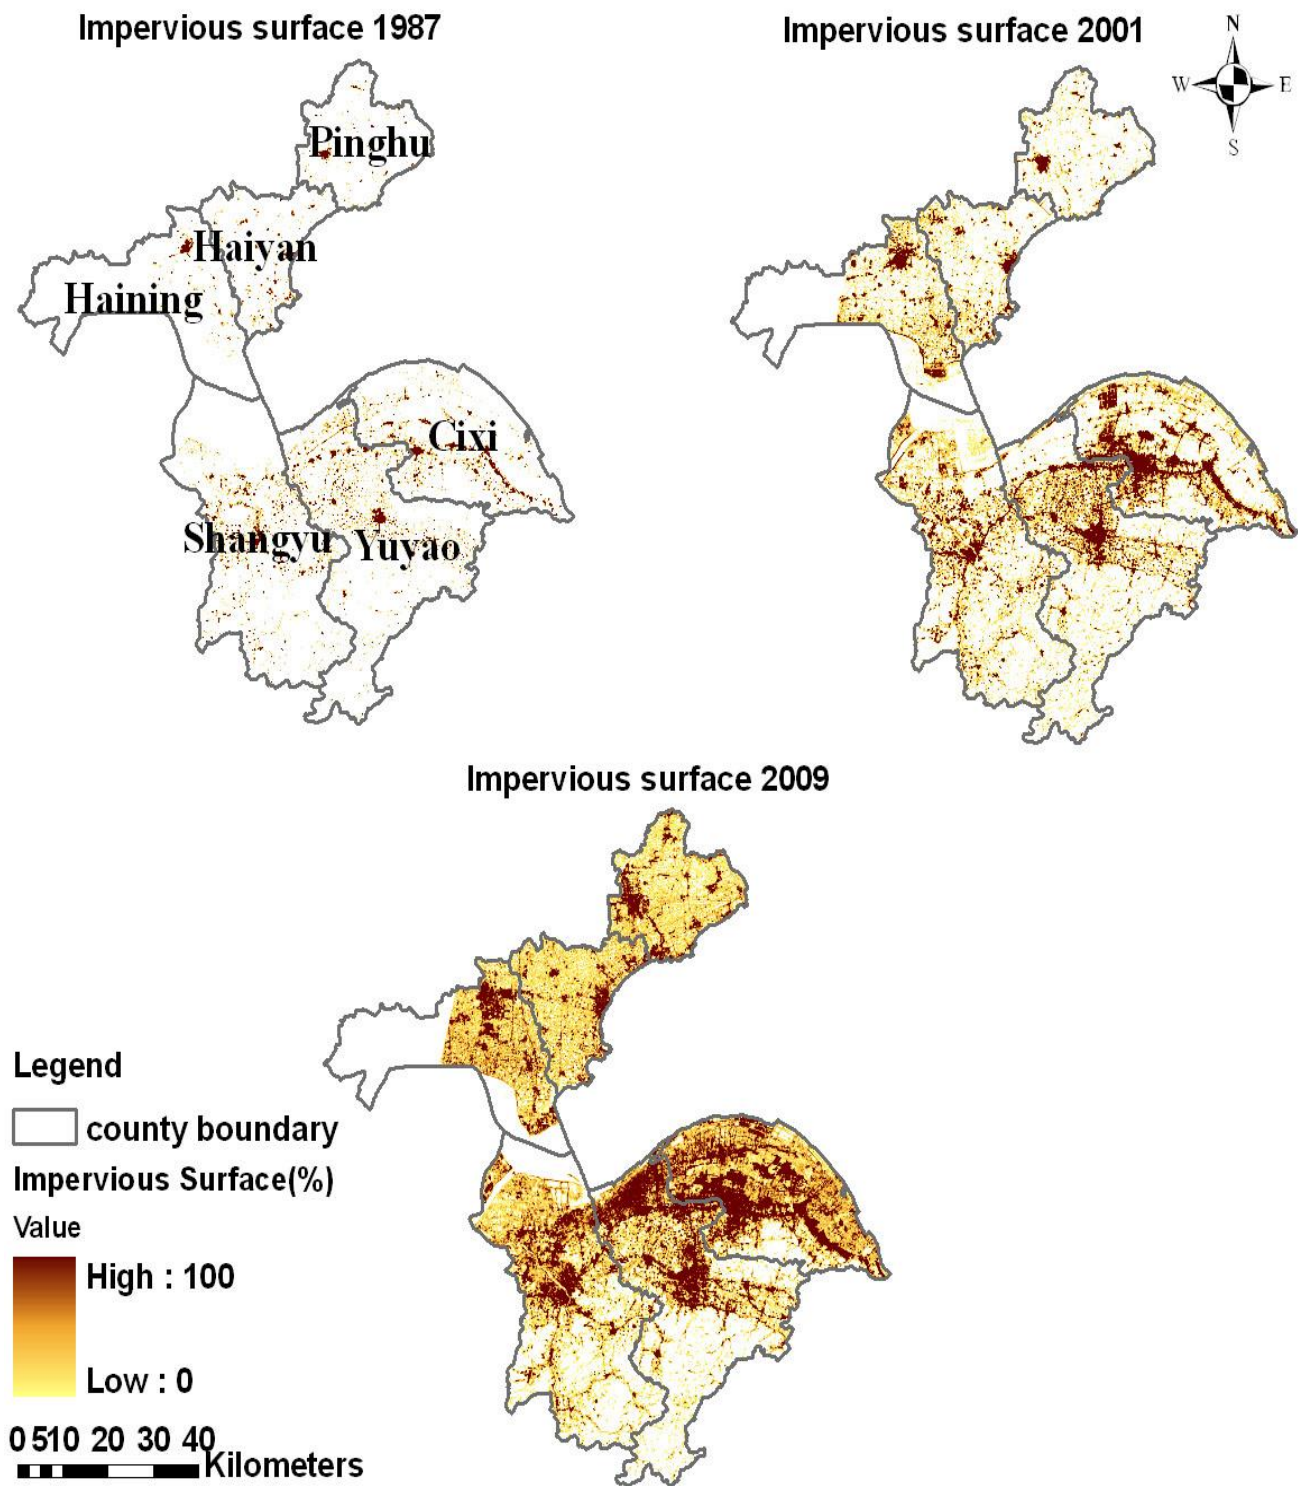 Impervious surface 1987
Impervious surface 2001
N
W E
S
Pinghu
Haiyan
Haining
Cixi
Shangyu
Yuyao
Impervious surface 2009
Legend
county boundary
Impervious Surface(%)
Value
High : 100
Low : 0
0 5 10 20 30 40
Kilometers